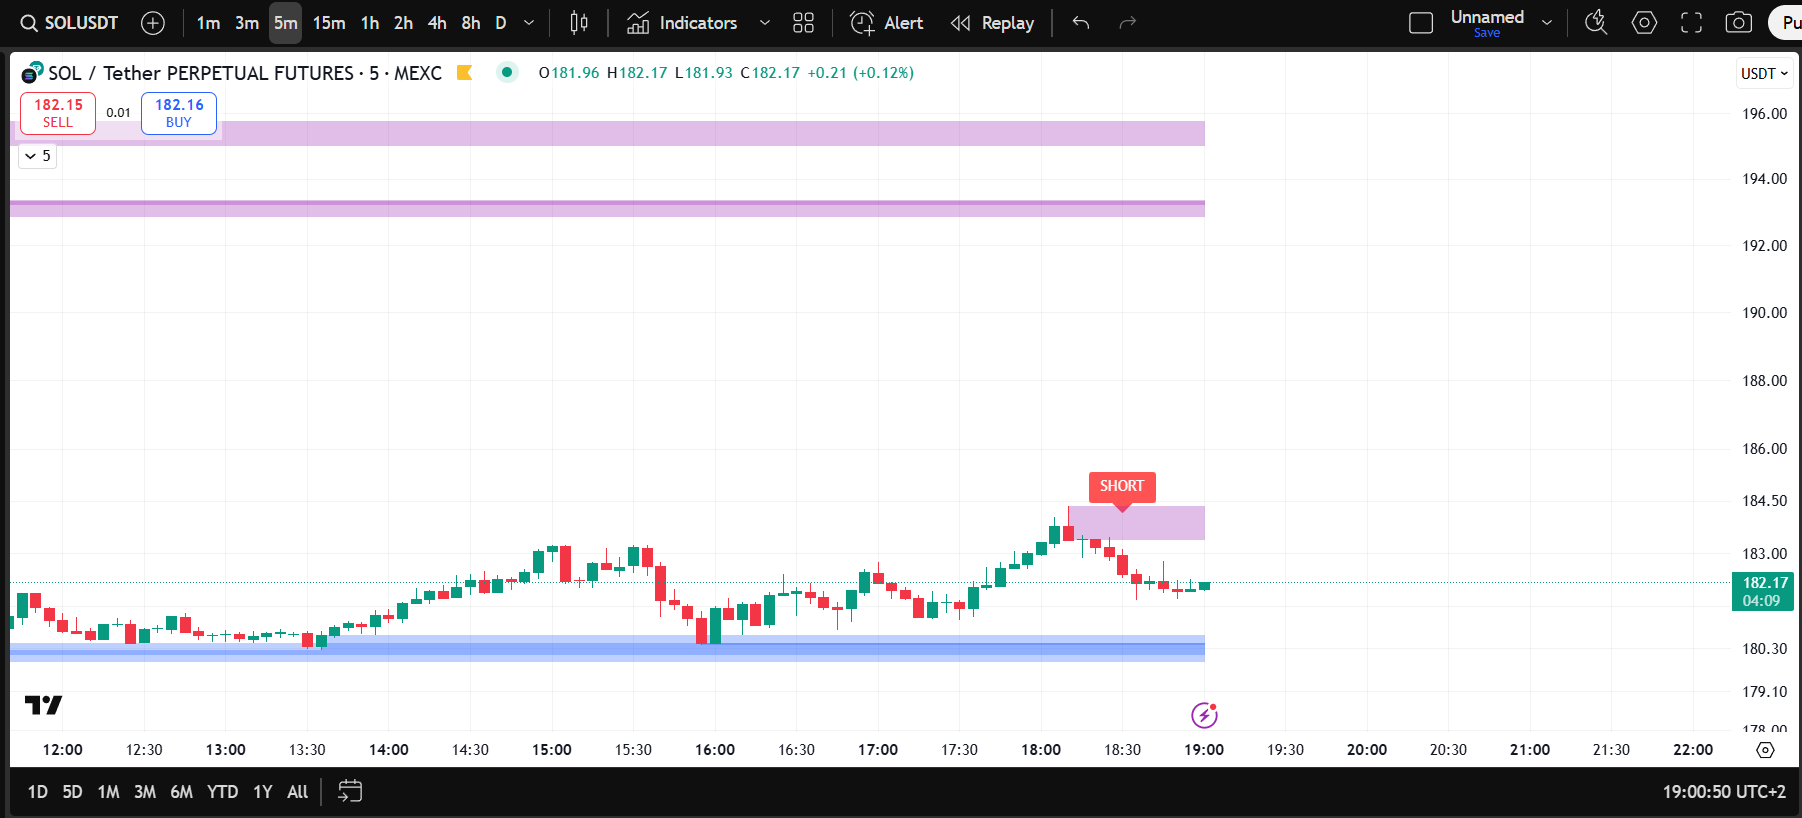 SOLUSDT 1m 3m 5m 15m 1h 2h 4h 8h D Indicators Alert Replay Unnamed Save Pu
SOL / Tether PERPETUAL FUTURES · 5 · MEXC O181.96 H182.17 L181.93 C182.17 +0.21 (+0.12%) USDT
182.15 SELL 0.01 182.16 BUY
5
196.00
194.00
192.00
190.00
188.00
186.00
SHORT
184.50
183.00
182.17
04:09
180.30
179.10
178.00
12:00 12:30 13:00 13:30 14:00 14:30 15:00 15:30 16:00 16:30 17:00 17:30 18:00 18:30 19:00 19:30 20:00 20:30 21:00 21:30 22:00
1D 5D 1M 3M 6M YTD 1Y All 19:00:50 UTC+2